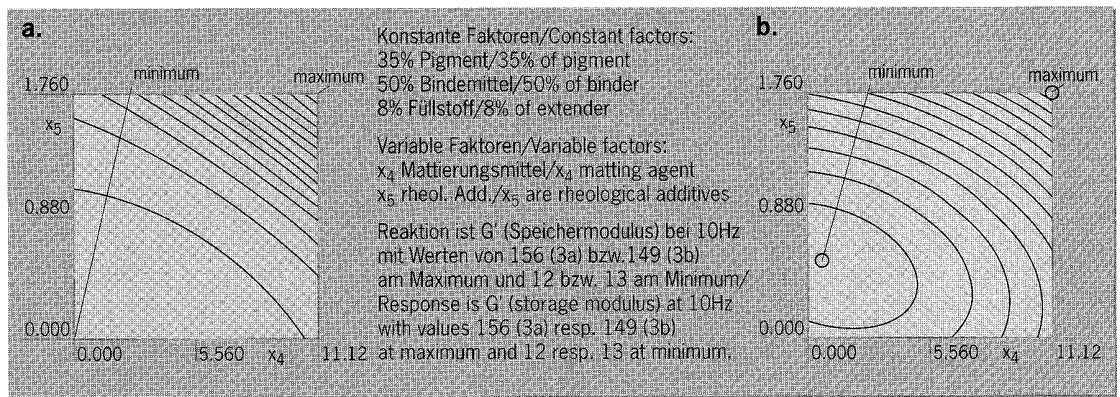 a.
minimum
maximum
1.760
x5
0.880
0.000
0.000 5.560 x4 11.12
Konstante Faktoren/Constant factors:
35% Pigment/35% of pigment
50% Bindemittel/50% of binder
8% Füllstoff/8% of extender
Variable Faktoren/Variable factors:
x4 Mattierungsmittel/x4 matting agent
x5 rheol. Add./x5 are rheological additives
Reaktion ist G' (Speichermodulus) bei 10Hz
mit Werten von 156 (3a) bzw.149 (3b)
am Maximum und 12 bzw. 13 am Minimum/
Response is G' (storage modulus) at 10Hz
with values 156 (3a) resp. 149 (3b)
at maximum and 12 resp. 13 at minimum.
b.
minimum
maximum
1.760
x5
0.880
0.000
0.000 5.560 x4 11.12